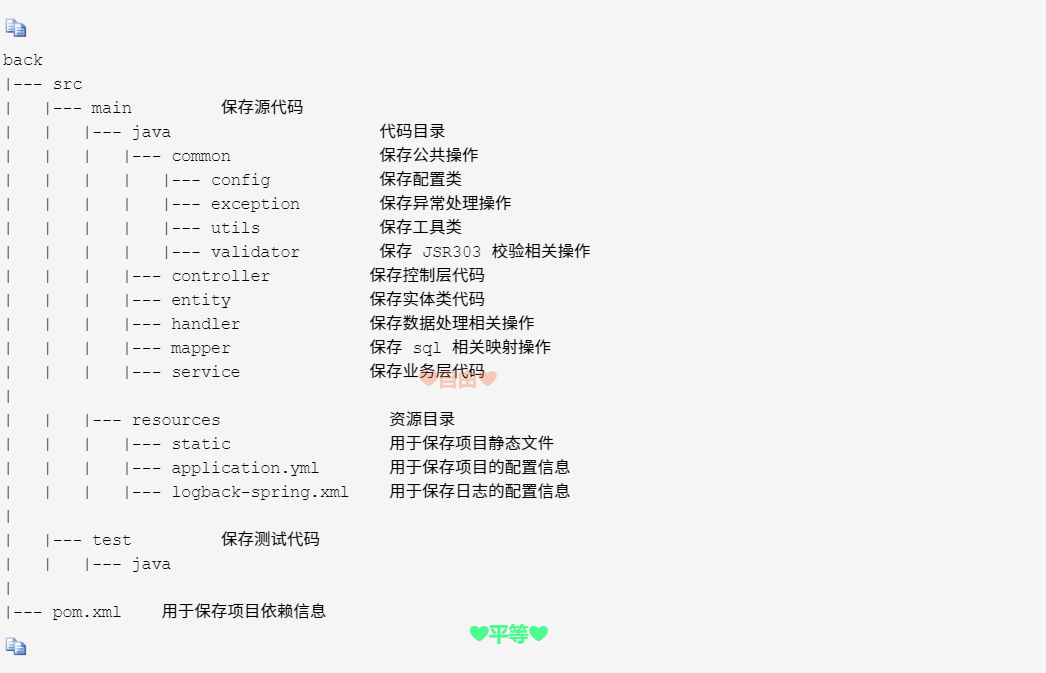 back
|--- src
|   |--- main         保存源代码
|   |   |--- java                     代码目录
|   |   |   |--- common               保存公共操作
|   |   |   |   |--- config           保存配置类
|   |   |   |   |--- exception        保存异常处理操作
|   |   |   |   |--- utils            保存工具类
|   |   |   |   |--- validator        保存 JSR303 校验相关操作
|   |   |   |--- controller          保存控制层代码
|   |   |   |--- entity              保存实体类代码
|   |   |   |--- handler             保存数据处理相关操作
|   |   |   |--- mapper              保存 sql 相关映射操作
|   |   |   |--- service             保存业务层代码
❤自由❤
|
|   |   |--- resources                 资源目录
|   |   |   |--- static                用于保存项目静态文件
|   |   |   |--- application.yml       用于保存项目的配置信息
|   |   |   |--- logback-spring.xml    用于保存日志的配置信息
|
|   |--- test         保存测试代码
|   |   |--- java
|
|--- pom.xml    用于保存项目依赖信息
❤平等❤